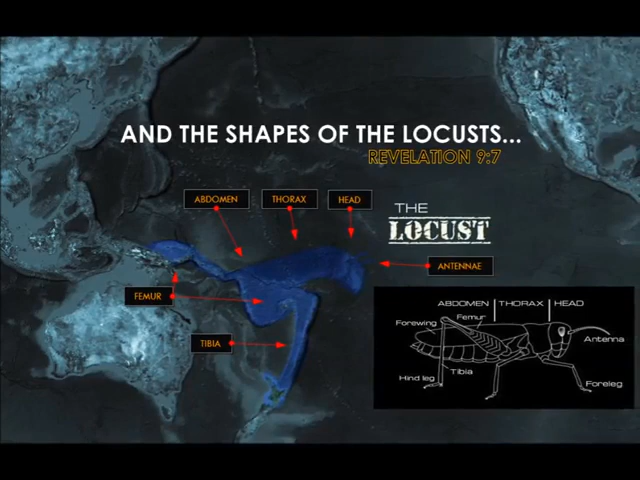 AND THE SHAPES OF THE LOCUSTS...
REVELATION 9:7
ABDOMEN
THORAX
HEAD
THE
LOCUST
ANTENNAE
FEMUR
TIBIA
ABDOMEN THORAX HEAD
Forewing
Femur
Antenna
Tibia
Hind leg
Foreleg